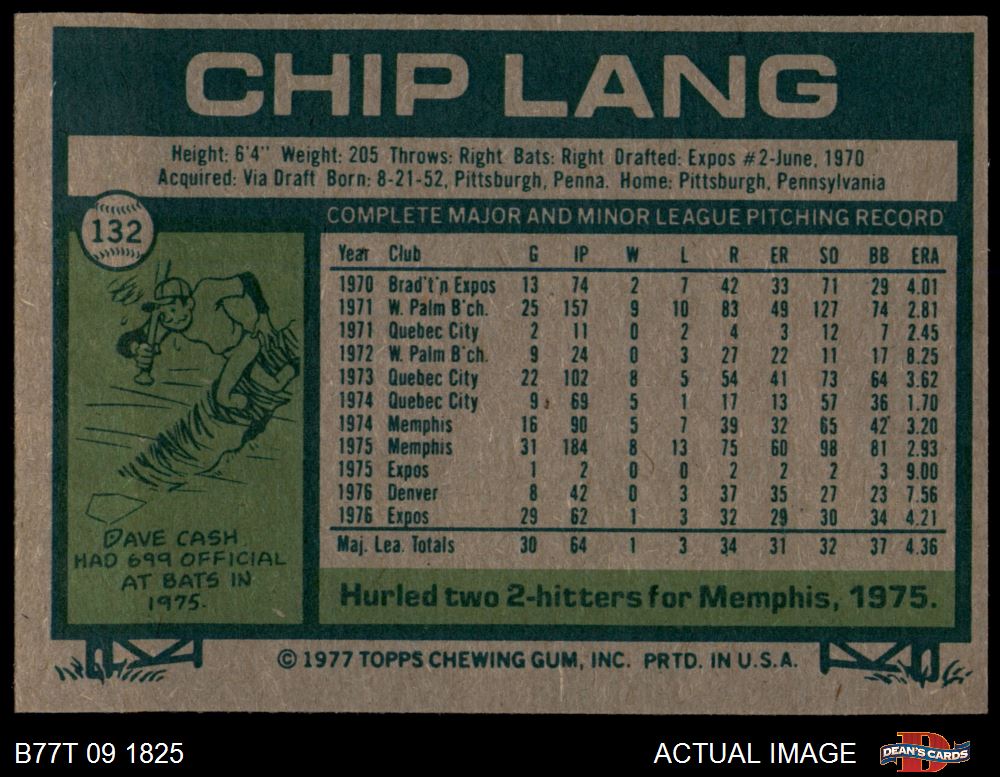 CHIP LANG
Height: 6'4" Weight: 205 Throws: Right Bats: Right Drafted: Expos #2-June, 1970
Acquired: Via Draft Born: 8-21-52, Pittsburgh, Penna. Home: Pittsburgh, Pennsylvania
132
COMPLETE MAJOR AND MINOR LEAGUE PITCHING RECORD
Year Club G IP W L R ER SO BB ERA
1970 Brad't'n Expos 13 74 2 7 42 33 71 29 4.01
1971 W. Palm B'ch. 25 157 9 10 83 49 127 74 2.81
1971 Quebec City 2 11 0 2 4 3 12 7 2.45
1972 W. Palm B'ch. 9 24 0 3 27 22 11 17 8.25
1973 Quebec City 22 102 8 5 54 41 73 64 3.62
1974 Quebec City 9 69 5 1 17 13 57 36 1.70
1974 Memphis 16 90 5 7 39 32 65 42 3.20
1975 Memphis 31 184 8 13 75 60 98 81 2.93
1975 Expos 1 2 0 0 2 2 2 3 9.00
1976 Denver 8 42 0 3 37 35 27 23 7.56
1976 Expos 29 62 1 3 32 29 30 34 4.21
Maj. Lea. Totals 30 64 1 3 34 31 32 37 4.36
DAVE CASH
HAD 699 OFFICIAL
AT BATS IN
1975.
Hurled two 2-hitters for Memphis, 1975.
© 1977 TOPPS CHEWING GUM, INC. PRTD. IN U.S.A.
B77T 09 1825
ACTUAL IMAGE
D
DEAN'S CARDS